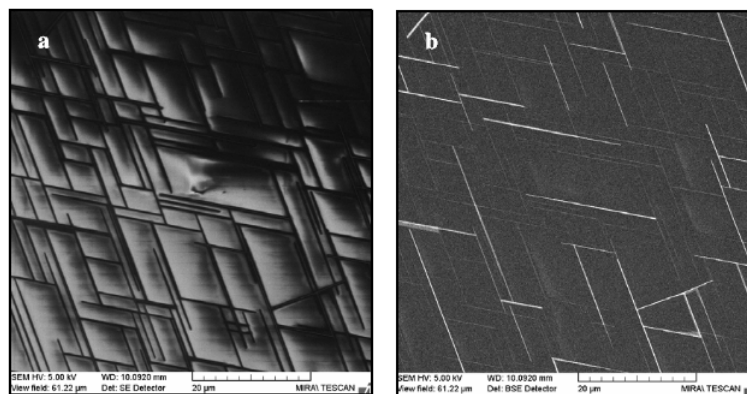 a
SEM HV: 5.00 kV WD: 10.0920 mm
View field: 61.22 µm Det: SE Detector 20 µm MIRA\\ TESCAN
b
SEM HV: 5.00 kV WD: 10.0920 mm
View field: 61.22 µm Det: BSE Detector 20 µm MIRA\\ TESCAN